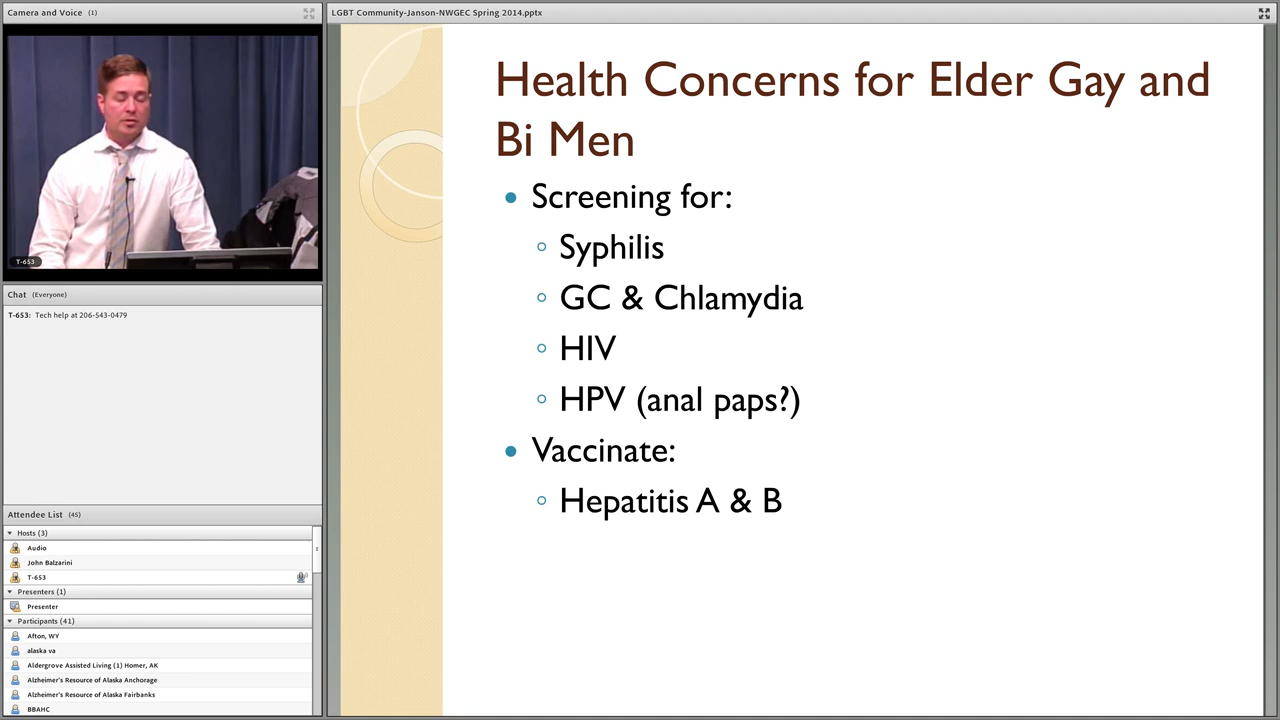 Camera and Voice (1)
T-653
Chat (Everyone)
T-653: Tech help at 206-543-0479
Attendee List (45)
Hosts (3)
Audio
John Balzarini
T-653
Presenters (1)
Presenter
Participants (41)
Afton, WY
alaska va
Aldergrove Assisted Living (1) Homer, AK
Alzheimer's Resource of Alaska Anchorage
Alzheimer's Resource of Alaska Fairbanks
BBAHC
LGBT Community-Janson-NWGEC Spring 2014.pptx
Health Concerns for Elder Gay and
Bi Men
Screening for:
Syphilis
GC & Chlamydia
HIV
HPV (anal paps?)
Vaccinate:
Hepatitis A & B